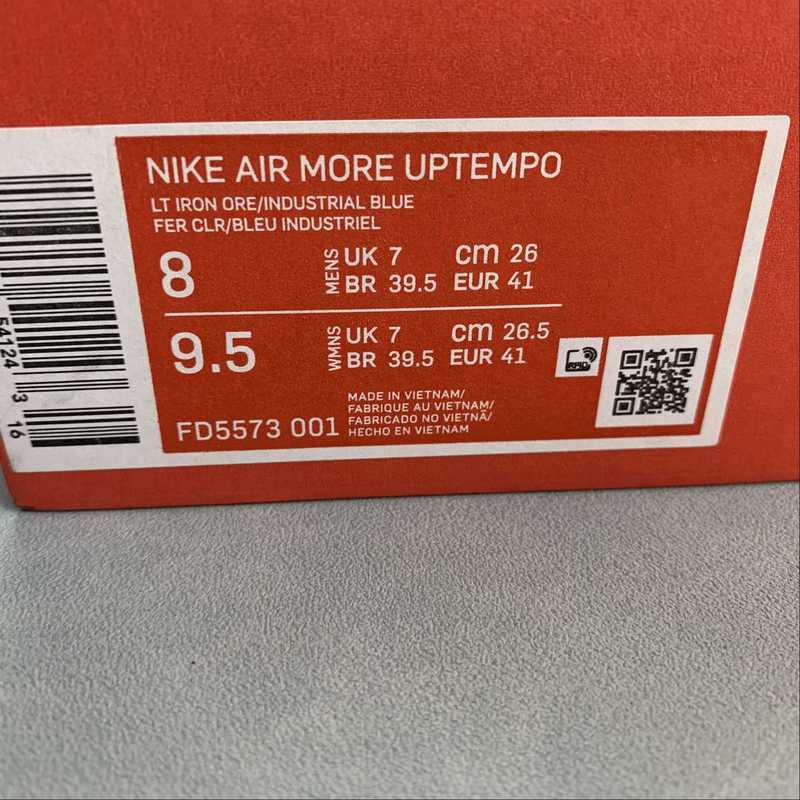 NIKE AIR MORE UPTEMPO
LT IRON ORE/INDUSTRIAL BLUE
FER CLR/BLEU INDUSTRIEL
8 MENS UK 7 cm 26
BR 39.5 EUR 41
9.5 WMNS UK 7 cm 26.5
BR 39.5 EUR 41
FD5573 001
MADE IN VIETNAM/
FABRIQUE AU VIETNAM/
FABRICADO NO VIETNÃ/
HECHO EN VIETNAM
RFID
54124 3
16